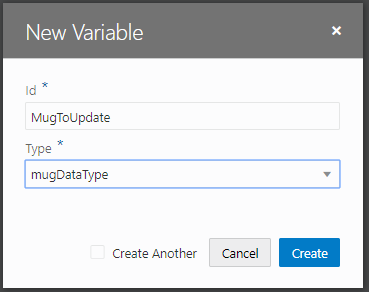 New Variable ×
Id *
MugToUpdate
Type *
mugDataType
Create Another Cancel Create